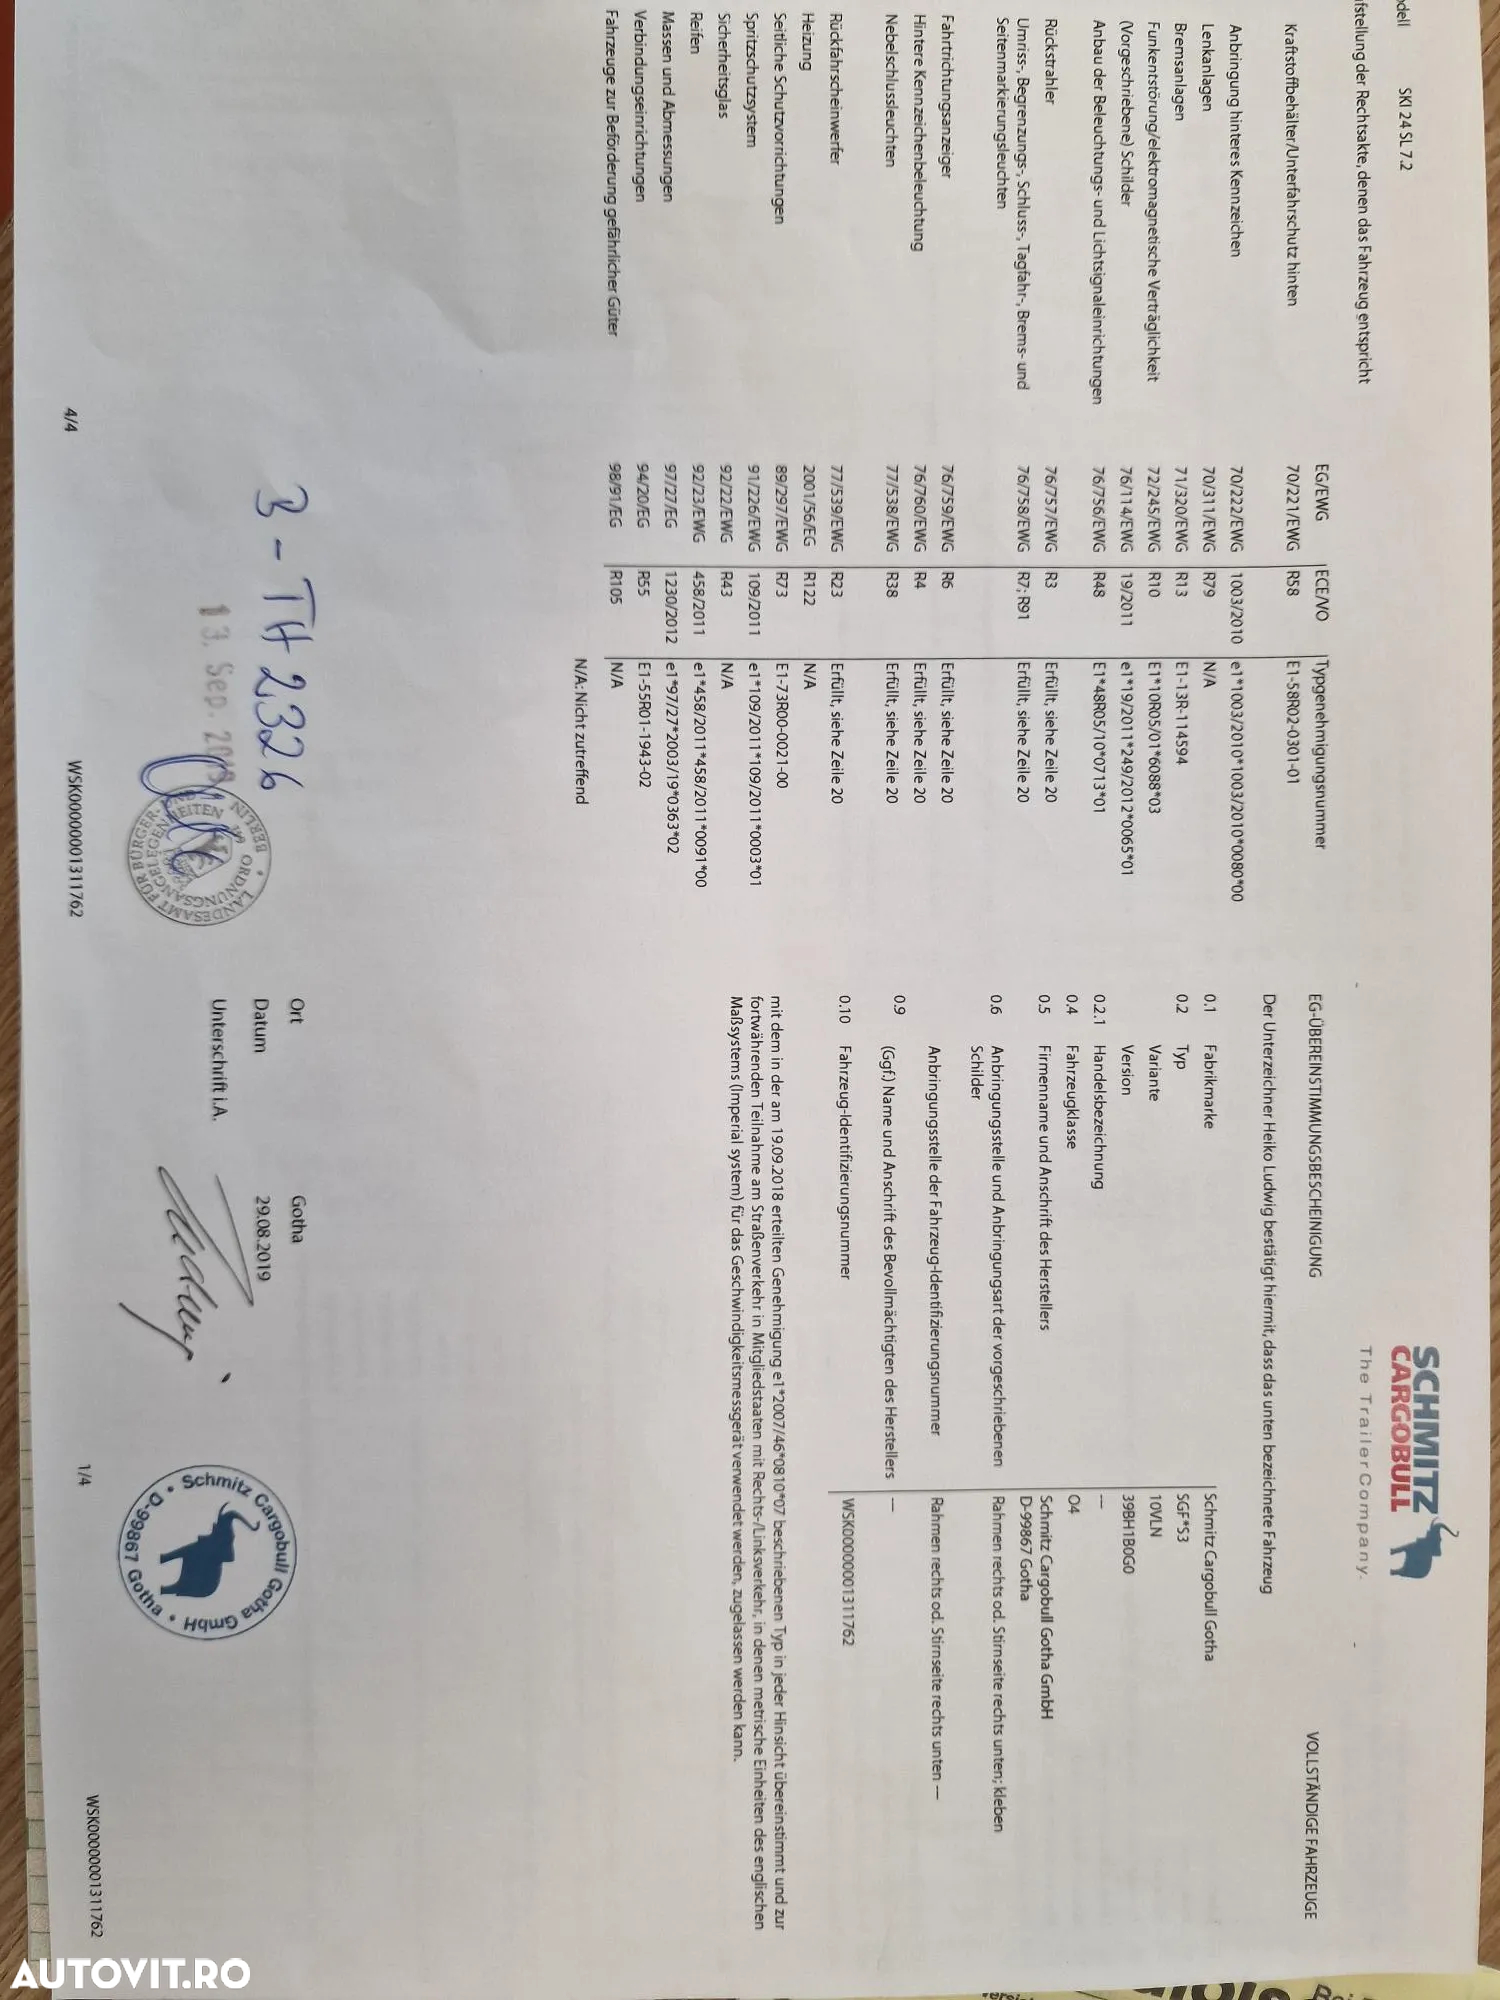 dell SKI 24 SL 7.2
fstellung der Rechtsakte, denen das Fahrzeug entspricht
EG/EWG ECE/VO Typgenehmigungsnummer
Kraftstoffbehälter/Unterfahrschutz hinten 70/221/EWG R58 E1-58R02-0301-01
Anbringung hinteres Kennzeichen 70/222/EWG 1003/2010 e1*1003/2010*1003/2010*0080*00
Lenkanlagen 70/311/EWG R79 N/A
Bremsanlagen 71/320/EWG R13 E1-13R-114594
Funkentstörung/elektromagnetische Verträglichkeit 72/245/EWG R10 E1*10R05/01*6088*03
(Vorgeschriebene) Schilder 76/114/EWG 19/2011 e1*19/2011*249/2012*0065*01
Anbau der Beleuchtungs- und Lichtsignaleinrichtungen 76/756/EWG R48 E1*48R05/10*0713*01
Rückstrahler 76/757/EWG R3 Erfüllt, siehe Zeile 20
Umriss-, Begrenzungs-, Schluss-, Tagfahr-, Brems- und 76/758/EWG R7; R91 Erfüllt, siehe Zeile 20
Seitenmarkierungsleuchten
Fahrtrichtungsanzeiger 76/759/EWG R6 Erfüllt, siehe Zeile 20
Hintere Kennzeichenbeleuchtung 76/760/EWG R4 Erfüllt, siehe Zeile 20
Nebelschlussleuchten 77/538/EWG R38 Erfüllt, siehe Zeile 20
Rückfahrscheinwerfer 77/539/EWG R23 Erfüllt, siehe Zeile 20
Heizung 2001/56/EG R122 N/A
Seitliche Schutzvorrichtungen 89/297/EWG R73 E1-73R00-0021-00
Spritzschutzsystem 91/226/EWG 109/2011 e1*109/2011*109/2011*0003*01
Sicherheitsglas 92/22/EWG R43 N/A
Reifen 92/23/EWG 458/2011 e1*458/2011*458/2011*0091*00
Massen und Abmessungen 97/27/EG 1230/2012 e1*97/27*2003/19*0363*02
Verbindungseinrichtungen 94/20/EG R55 E1-55R01-1943-02
Fahrzeuge zur Beförderung gefährlicher Güter 98/91/EG R105 N/A
N/A: Nicht zutreffend
B - TH 2326
13. Sep. 2019
LANDESAMT FÜR BÜRGER- UND ORDNUNGSANGELEGENHEITEN BERLIN
4/4 WSK0000001311762
SCHMITZ
CARGOBULL
The Trailer Company.
EG-ÜBEREINSTIMMUNGSBESCHEINIGUNG VOLLSTÄNDIGE FAHRZEUGE
Der Unterzeichner Heiko Ludwig bestätigt hiermit, dass das unten bezeichnete Fahrzeug
0.1 Fabrikmarke Schmitz Cargobull Gotha
0.2 Typ SGF*S3
Variante 10VLN
Version 39BH1B0G0
0.2.1 Handelsbezeichnung —
0.4 Fahrzeugklasse O4
0.5 Firmenname und Anschrift des Herstellers Schmitz Cargobull Gotha GmbH
D-99867 Gotha
0.6 Anbringungsstelle und Anbringungsart der vorgeschriebenen Rahmen rechts od. Stirnseite rechts unten; kleben
Schilder
Anbringungsstelle der Fahrzeug-Identifizierungsnummer Rahmen rechts od. Stirnseite rechts unten —
0.9 (Ggf.) Name und Anschrift des Bevollmächtigten des Herstellers —
0.10 Fahrzeug-Identifizierungsnummer WSK0000001311762
mit dem in der am 19.09.2018 erteilten Genehmigung e1*2007/46*0810*07 beschriebenen Typ in jeder Hinsicht übereinstimmt und zur
fortwährenden Teilnahme am Straßenverkehr in Mitgliedstaaten mit Rechts-/Linksverkehr, in denen metrische Einheiten des englischen
Maßsystems (Imperial system) für das Geschwindigkeitsmessgerät verwendet werden, zugelassen werden kann.
Ort Gotha
Datum 29.08.2019
Unterschrift i.A.
Schmitz Cargobull Gotha GmbH
D-99867 Gotha
1/4 WSK0000001311762
AUTOVIT.RO